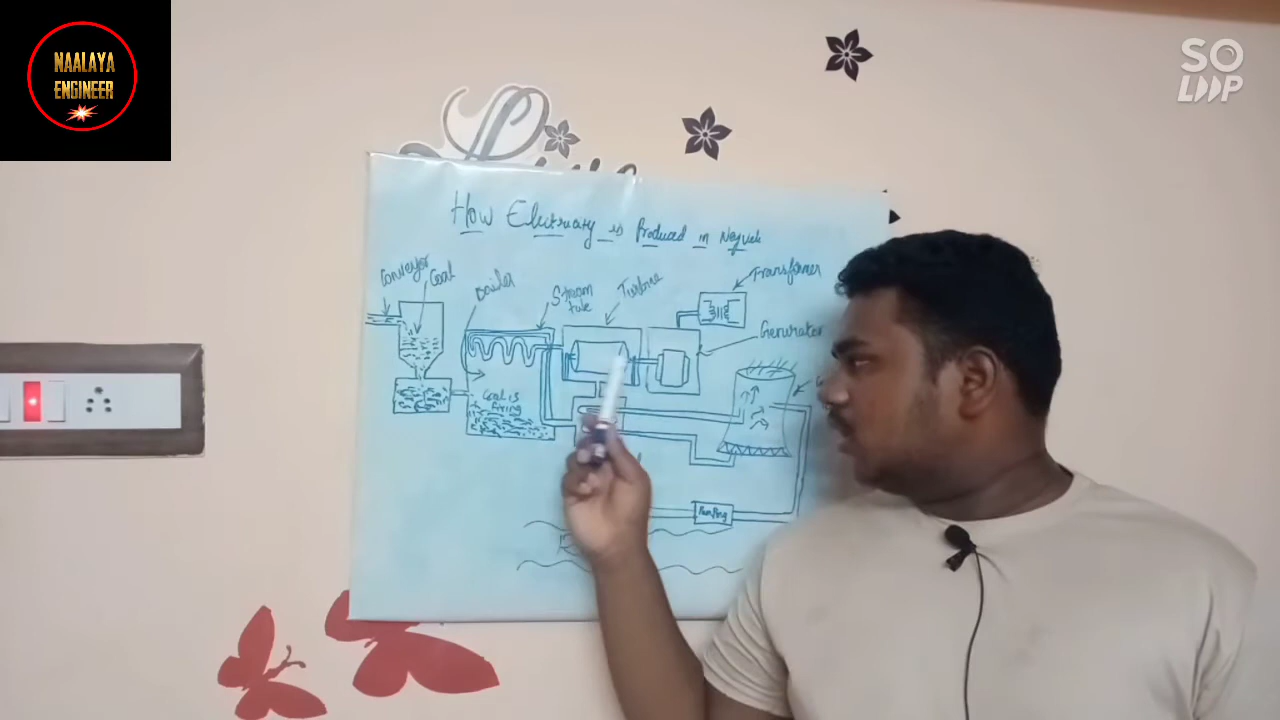 NAALAYA
ENGINEER
SO
LOOP
How Electricity is Produced in Neyveli
Conveyor
Coal
Boiler
Stream
tube
Turbine
Transformer
Generator
Coal is
firing
Pumping